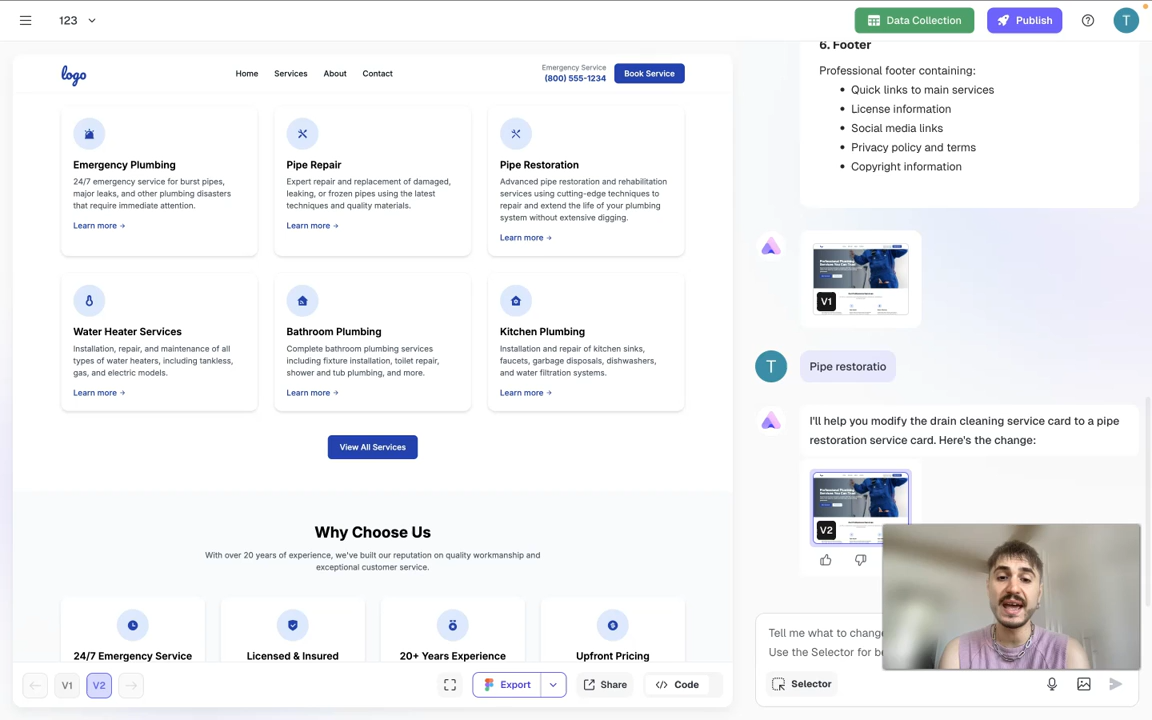 123
Data Collection
Publish
T
logo
Home
Services
About
Contact
Emergency Service
(800) 555-1234
Book Service
Emergency Plumbing
24/7 emergency service for burst pipes,
major leaks, and other plumbing disasters
that require immediate attention.
Learn more →
Pipe Repair
Expert repair and replacement of damaged,
leaking, or frozen pipes using the latest
techniques and quality materials.
Learn more →
Pipe Restoration
Advanced pipe restoration and rehabilitation
services using cutting-edge techniques to
repair and extend the life of your plumbing
system without extensive digging.
Learn more →
Water Heater Services
Installation, repair, and maintenance of all
types of water heaters, including tankless,
gas, and electric models.
Learn more →
Bathroom Plumbing
Complete bathroom plumbing services
including fixture installation, toilet repair,
shower and tub plumbing, and more.
Learn more →
Kitchen Plumbing
Installation and repair of kitchen sinks,
faucets, garbage disposals, dishwashers,
and water filtration systems.
Learn more →
View All Services
Why Choose Us
With over 20 years of experience, we've built our reputation on quality workmanship and
exceptional customer service.
24/7 Emergency Service
Licensed & Insured
20+ Years Experience
Upfront Pricing
V1
V2
Export
Share
Code
6. Footer
Professional footer containing:
• Quick links to main services
• License information
• Social media links
• Privacy policy and terms
• Copyright information
V1
T
Pipe restoratio
I'll help you modify the drain cleaning service card to a pipe
restoration service card. Here's the change:
V2
Tell me what to change
Use the Selector for be
Selector